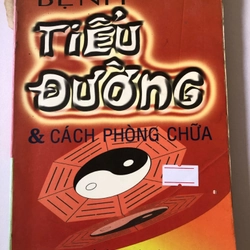 BỆNH
TIỂU
ĐƯỜNG
& CÁCH PHÒNG CHỮA